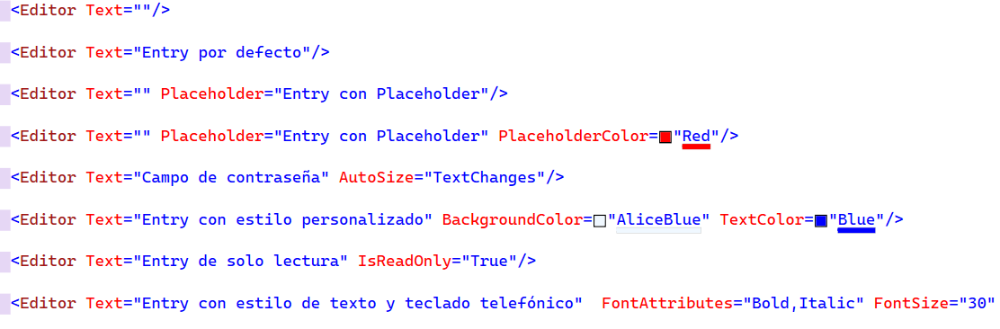 <Editor Text=""/>
<Editor Text="Entry por defecto"/>
<Editor Text="" Placeholder="Entry con Placeholder"/>
<Editor Text="" Placeholder="Entry con Placeholder" PlaceholderColor="Red"/>
<Editor Text="Campo de contraseña" AutoSize="TextChanges"/>
<Editor Text="Entry con estilo personalizado" BackgroundColor="AliceBlue" TextColor="Blue"/>
<Editor Text="Entry de solo lectura" IsReadOnly="True"/>
<Editor Text="Entry con estilo de texto y teclado telefónico"  FontAttributes="Bold,Italic" FontSize="30"